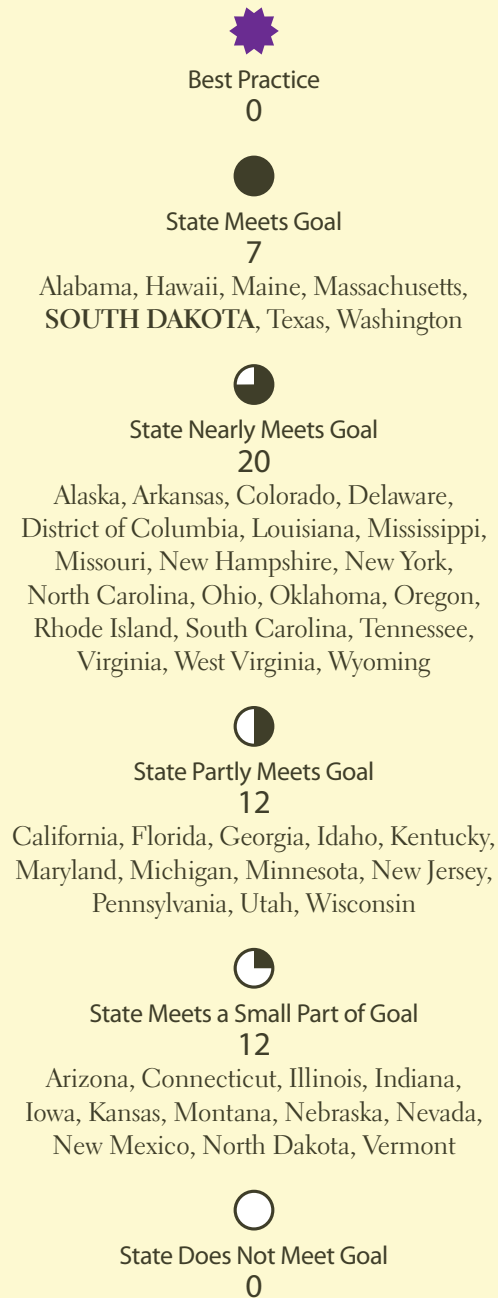 Best Practice
0
State Meets Goal
7
Alabama, Hawaii, Maine, Massachusetts,
SOUTH DAKOTA, Texas, Washington
State Nearly Meets Goal
20
Alaska, Arkansas, Colorado, Delaware,
District of Columbia, Louisiana, Mississippi,
Missouri, New Hampshire, New York,
North Carolina, Ohio, Oklahoma, Oregon,
Rhode Island, South Carolina, Tennessee,
Virginia, West Virginia, Wyoming
State Partly Meets Goal
12
California, Florida, Georgia, Idaho, Kentucky,
Maryland, Michigan, Minnesota, New Jersey,
Pennsylvania, Utah, Wisconsin
State Meets a Small Part of Goal
12
Arizona, Connecticut, Illinois, Indiana,
Iowa, Kansas, Montana, Nebraska, Nevada,
New Mexico, North Dakota, Vermont
State Does Not Meet Goal
0